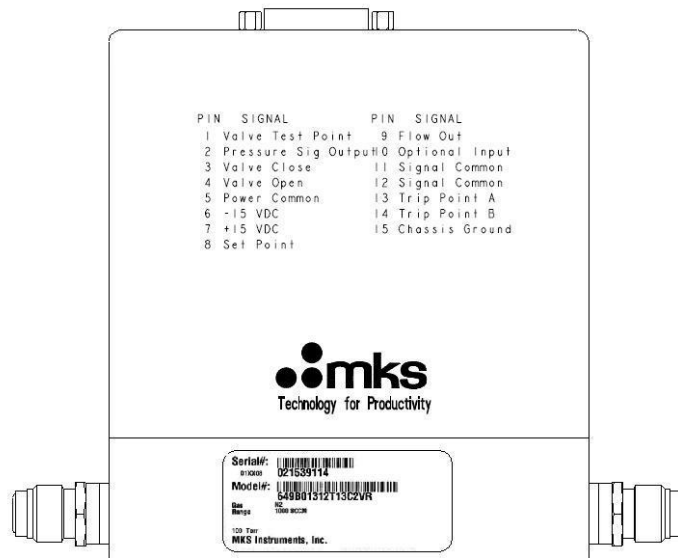 PIN SIGNAL PIN SIGNAL
1 Valve Test Point 9 Flow Out
2 Pressure Sig Output 10 Optional Input
3 Valve Close 11 Signal Common
4 Valve Open 12 Signal Common
5 Power Common 13 Trip Point A
6 -15 VDC 14 Trip Point B
7 +15 VDC 15 Chassis Ground
8 Set Point
mks
Technology for Productivity
Serial#:
021539114
Model#:
649B01312T13C2VR
Gas N2
Range 1000 SCCM
100 Torr
MKS Instruments, Inc.